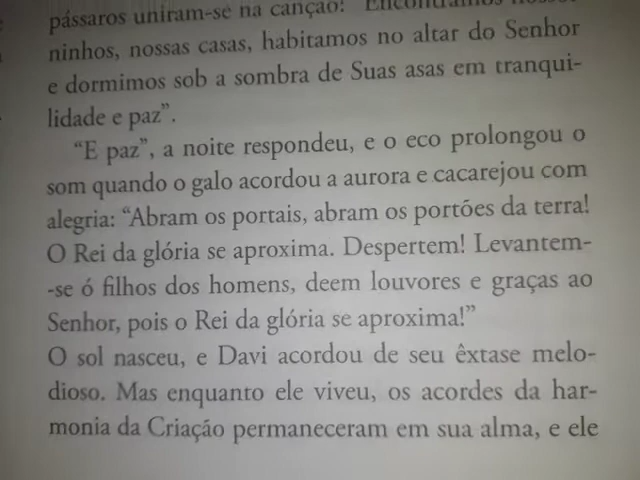 pássaros uniram-se na canção: "Encontramos nossos
ninhos, nossas casas, habitamos no altar do Senhor
e dormimos sob a sombra de Suas asas em tranqui-
lidade e paz".
"E paz", a noite respondeu, e o eco prolongou o
som quando o galo acordou a aurora e cacarejou com
alegria: "Abram os portais, abram os portões da terra!
O Rei da glória se aproxima. Despertem! Levantem-
-se ó filhos dos homens, deem louvores e graças ao
Senhor, pois o Rei da glória se aproxima!"
O sol nasceu, e Davi acordou de seu êxtase melo-
dioso. Mas enquanto ele viveu, os acordes da har-
monia da Criação permaneceram em sua alma, e ele